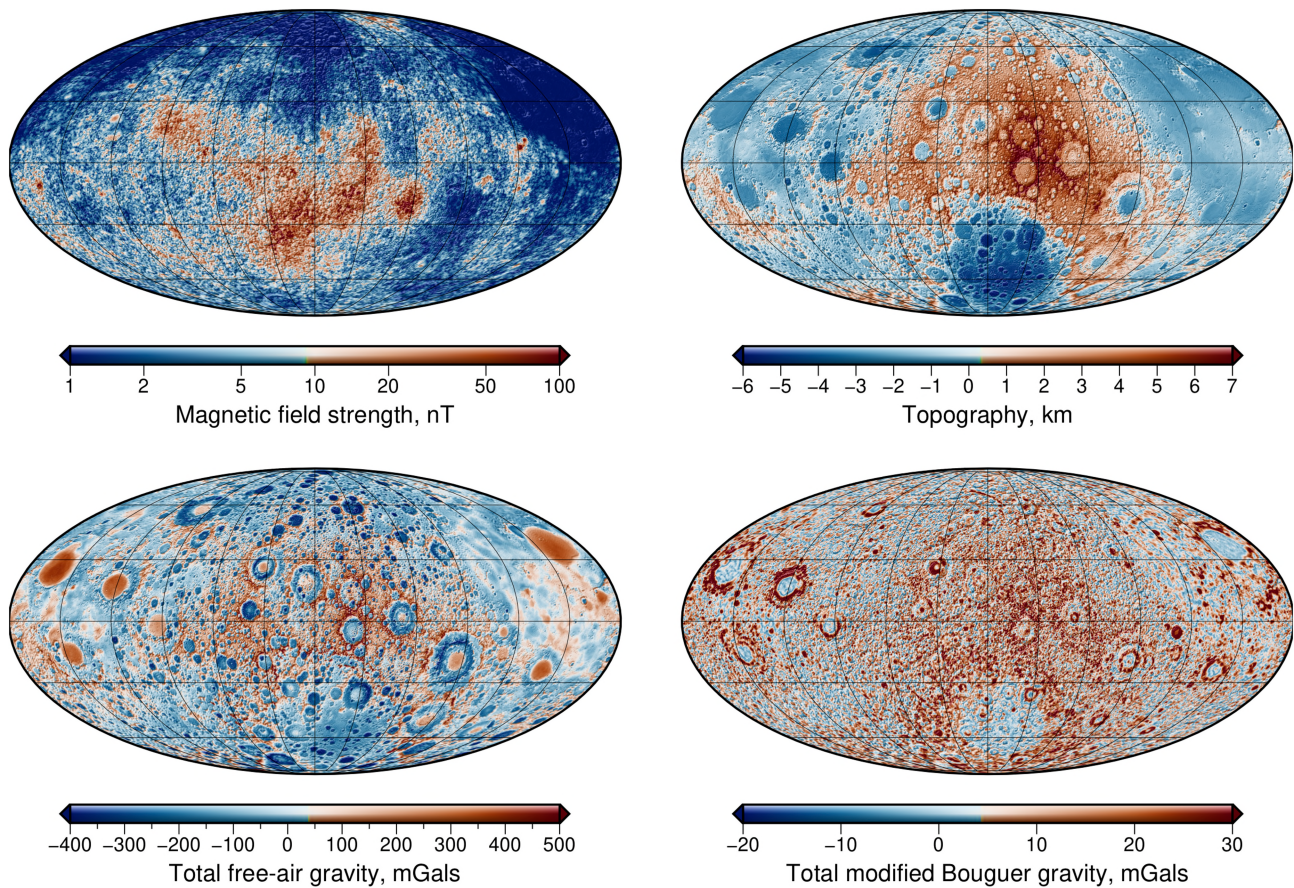 1 2 5 10 20 50 100
Magnetic field strength, nT
−6 −5 −4 −3 −2 −1 0 1 2 3 4 5 6 7
Topography, km
−400 −300 −200 −100 0 100 200 300 400 500
Total free-air gravity, mGals
−20 −10 0 10 20 30
Total modified Bouguer gravity, mGals